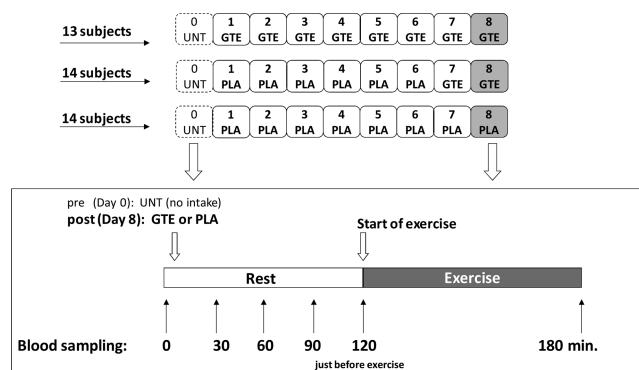 0 1 2 3 4 5 6 7 8
13 subjects
UNT GTE GTE GTE GTE GTE GTE GTE GTE
0 1 2 3 4 5 6 7 8
14 subjects
UNT PLA PLA PLA PLA PLA PLA GTE GTE
0 1 2 3 4 5 6 7 8
14 subjects
UNT PLA PLA PLA PLA PLA PLA PLA PLA
pre (Day 0): UNT (no intake)
post (Day 8): GTE or PLA
Start of exercise
Rest Exercise
Blood sampling: 0 30 60 90 120 180 min.
just before exercise